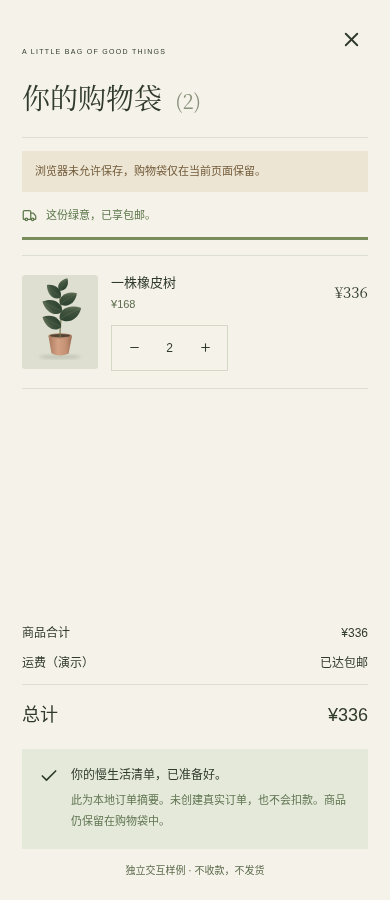 A LITTLE BAG OF GOOD THINGS
你的购物袋 (2)
浏览器未允许保存，购物袋仅在当前页面保留。
这份绿意，已享包邮。
一株橡皮树
¥336
¥168
− 2 +
商品合计 ¥336
运费（演示） 已达包邮
总计 ¥336
你的慢生活清单，已准备好。
此为本地订单摘要。未创建真实订单，也不会扣款。商品
仍保留在购物袋中。
独立交互样例 · 不收款，不发货